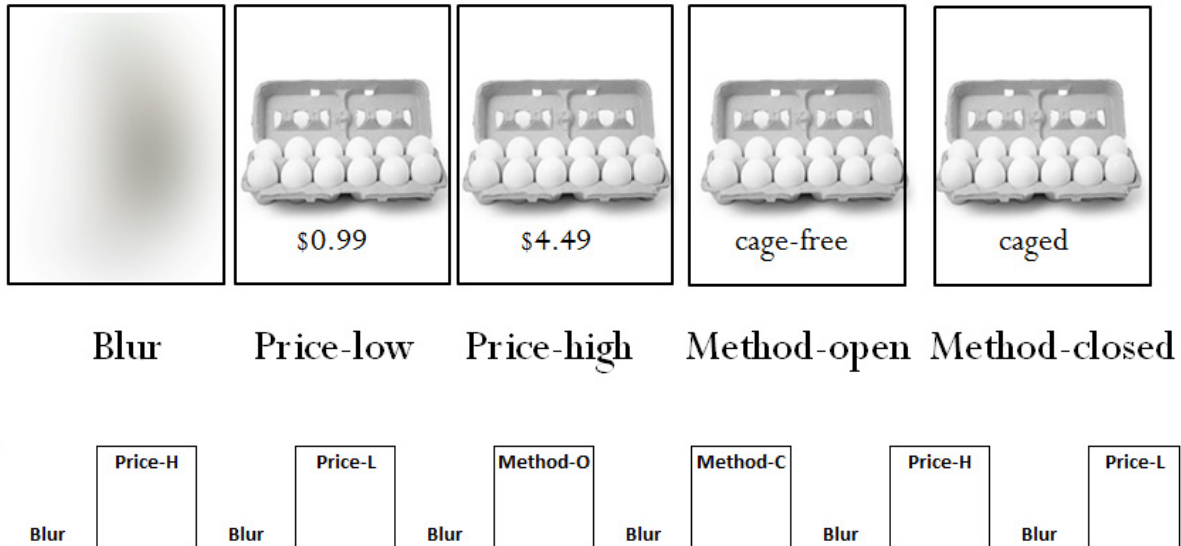 $0.99 $4.49 cage-free caged
Blur Price-low Price-high Method-open Method-closed
Price-H Price-L Method-O Method-C Price-H Price-L
Blur Blur Blur Blur Blur Blur